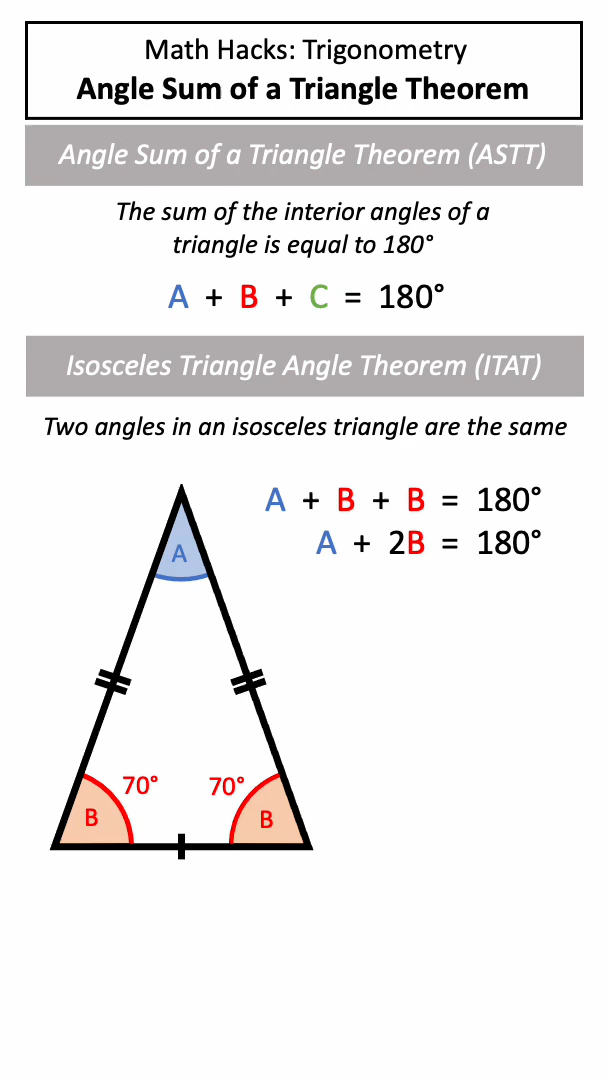 Math Hacks: Trigonometry
Angle Sum of a Triangle Theorem
Angle Sum of a Triangle Theorem (ASTT)
The sum of the interior angles of a
triangle is equal to 180°
A + B + C = 180°
Isosceles Triangle Angle Theorem (ITAT)
Two angles in an isosceles triangle are the same
A + B + B = 180°
A + 2B = 180°
A
70° 70°
B B